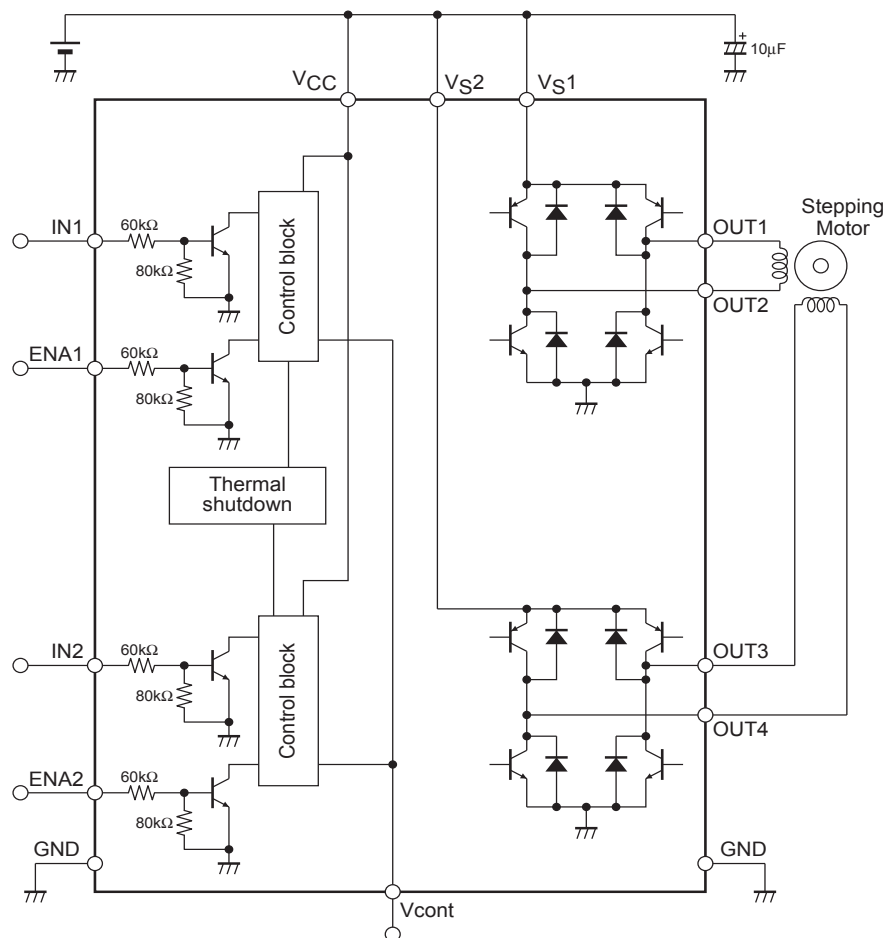 +
10μF
VCC
VS2
VS1
IN1
60kΩ
80kΩ
Control block
OUT1
Stepping
Motor
OUT2
ENA1
60kΩ
80kΩ
Thermal
shutdown
IN2
60kΩ
80kΩ
Control block
OUT3
OUT4
ENA2
60kΩ
80kΩ
GND
GND
Vcont